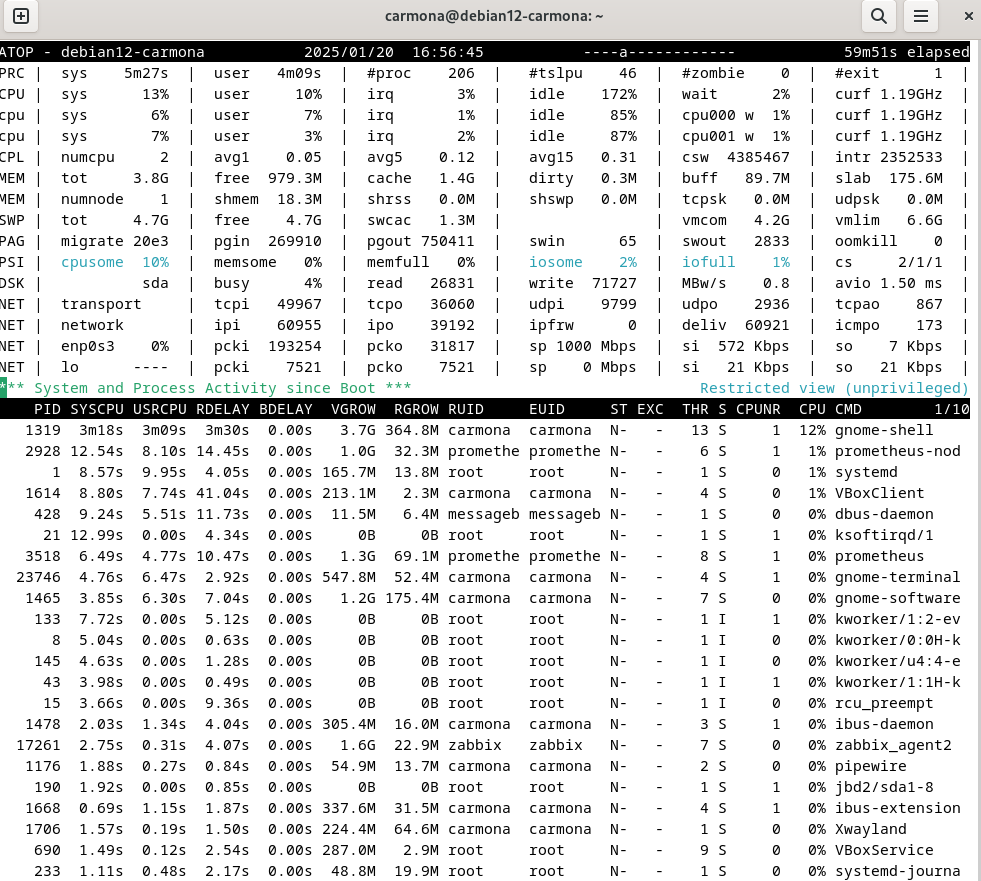 carmona@debian12-carmona: ~
ATOP - debian12-carmona 2025/01/20 16:56:45 ----a------------ 59m51s elapsed
PRC | sys 5m27s | user 4m09s | #proc 206 | #tslpu 46 | #zombie 0 | #exit 1 |
CPU | sys 13% | user 10% | irq 3% | idle 172% | wait 2% | curf 1.19GHz |
cpu | sys 6% | user 7% | irq 1% | idle 85% | cpu000 w 1% | curf 1.19GHz |
cpu | sys 7% | user 3% | irq 2% | idle 87% | cpu001 w 1% | curf 1.19GHz |
CPL | numcpu 2 | avg1 0.05 | avg5 0.12 | avg15 0.31 | csw 4385467 | intr 2352533 |
MEM | tot 3.8G | free 979.3M | cache 1.4G | dirty 0.3M | buff 89.7M | slab 175.6M |
MEM | numnode 1 | shmem 18.3M | shrss 0.0M | shswp 0.0M | tcpsk 0.0M | udpsk 0.0M |
SWP | tot 4.7G | free 4.7G | swcac 1.3M | | vmcom 4.2G | vmlim 6.6G |
PAG | migrate 20e3 | pgin 269910 | pgout 750411 | swin 65 | swout 2833 | oomkill 0 |
PSI | cpusome 10% | memsome 0% | memfull 0% | iosome 2% | iofull 1% | cs 2/1/1 |
DSK | sda | busy 4% | read 26831 | write 71727 | MBw/s 0.8 | avio 1.50 ms |
NET | transport | tcpi 49967 | tcpo 36060 | udpi 9799 | udpo 2936 | tcpao 867 |
NET | network | ipi 60955 | ipo 39192 | ipfrw 0 | deliv 60921 | icmpo 173 |
NET | enp0s3 0% | pcki 193254 | pcko 31817 | sp 1000 Mbps | si 572 Kbps | so 7 Kbps |
NET | lo ---- | pcki 7521 | pcko 7521 | sp 0 Mbps | si 21 Kbps | so 21 Kbps |
*** System and Process Activity since Boot *** Restricted view (unprivileged)
PID SYSCPU USRCPU RDELAY BDELAY VGROW RGROW RUID EUID ST EXC THR S CPUNR CPU CMD 1/10
1319 3m18s 3m09s 3m30s 0.00s 3.7G 364.8M carmona carmona N- - 13 S 1 12% gnome-shell
2928 12.54s 8.10s 14.45s 0.00s 1.0G 32.3M promethe promethe N- - 6 S 1 1% prometheus-nod
1 8.57s 9.95s 4.05s 0.00s 165.7M 13.8M root root N- - 1 S 0 1% systemd
1614 8.80s 7.74s 41.04s 0.00s 213.1M 2.3M carmona carmona N- - 4 S 1 1% VBoxClient
428 9.24s 5.51s 11.73s 0.00s 11.5M 6.4M messageb messageb N- - 1 S 0 0% dbus-daemon
21 12.99s 0.00s 4.34s 0.00s 0B 0B root root N- - 1 S 1 0% ksoftirqd/1
3518 6.49s 4.77s 10.47s 0.00s 1.3G 69.1M promethe promethe N- - 8 S 1 0% prometheus
23746 4.76s 6.47s 2.92s 0.00s 547.8M 52.4M carmona carmona N- - 4 S 1 0% gnome-terminal
1465 3.85s 6.30s 7.04s 0.00s 1.2G 175.4M carmona carmona N- - 7 S 0 0% gnome-software
133 7.72s 0.00s 5.12s 0.00s 0B 0B root root N- - 1 I 1 0% kworker/1:2-ev
8 5.04s 0.00s 0.63s 0.00s 0B 0B root root N- - 1 I 0 0% kworker/0:0H-k
145 4.63s 0.00s 1.28s 0.00s 0B 0B root root N- - 1 I 0 0% kworker/u4:4-e
43 3.98s 0.00s 0.49s 0.00s 0B 0B root root N- - 1 I 1 0% kworker/1:1H-k
15 3.66s 0.00s 9.36s 0.00s 0B 0B root root N- - 1 I 0 0% rcu_preempt
1478 2.03s 1.34s 4.04s 0.00s 305.4M 16.0M carmona carmona N- - 3 S 1 0% ibus-daemon
17261 2.75s 0.31s 4.07s 0.00s 1.6G 22.9M zabbix zabbix N- - 7 S 0 0% zabbix_agent2
1176 1.88s 0.27s 0.84s 0.00s 54.9M 13.7M carmona carmona N- - 2 S 0 0% pipewire
190 1.92s 0.00s 0.85s 0.00s 0B 0B root root N- - 1 S 1 0% jbd2/sda1-8
1668 0.69s 1.15s 1.87s 0.00s 337.6M 31.5M carmona carmona N- - 4 S 1 0% ibus-extension
1706 1.57s 0.19s 1.50s 0.00s 224.4M 64.6M carmona carmona N- - 1 S 0 0% Xwayland
690 1.49s 0.12s 2.54s 0.00s 287.0M 2.9M root root N- - 9 S 0 0% VBoxService
233 1.11s 0.48s 2.17s 0.00s 48.8M 19.9M root root N- - 1 S 0 0% systemd-journa